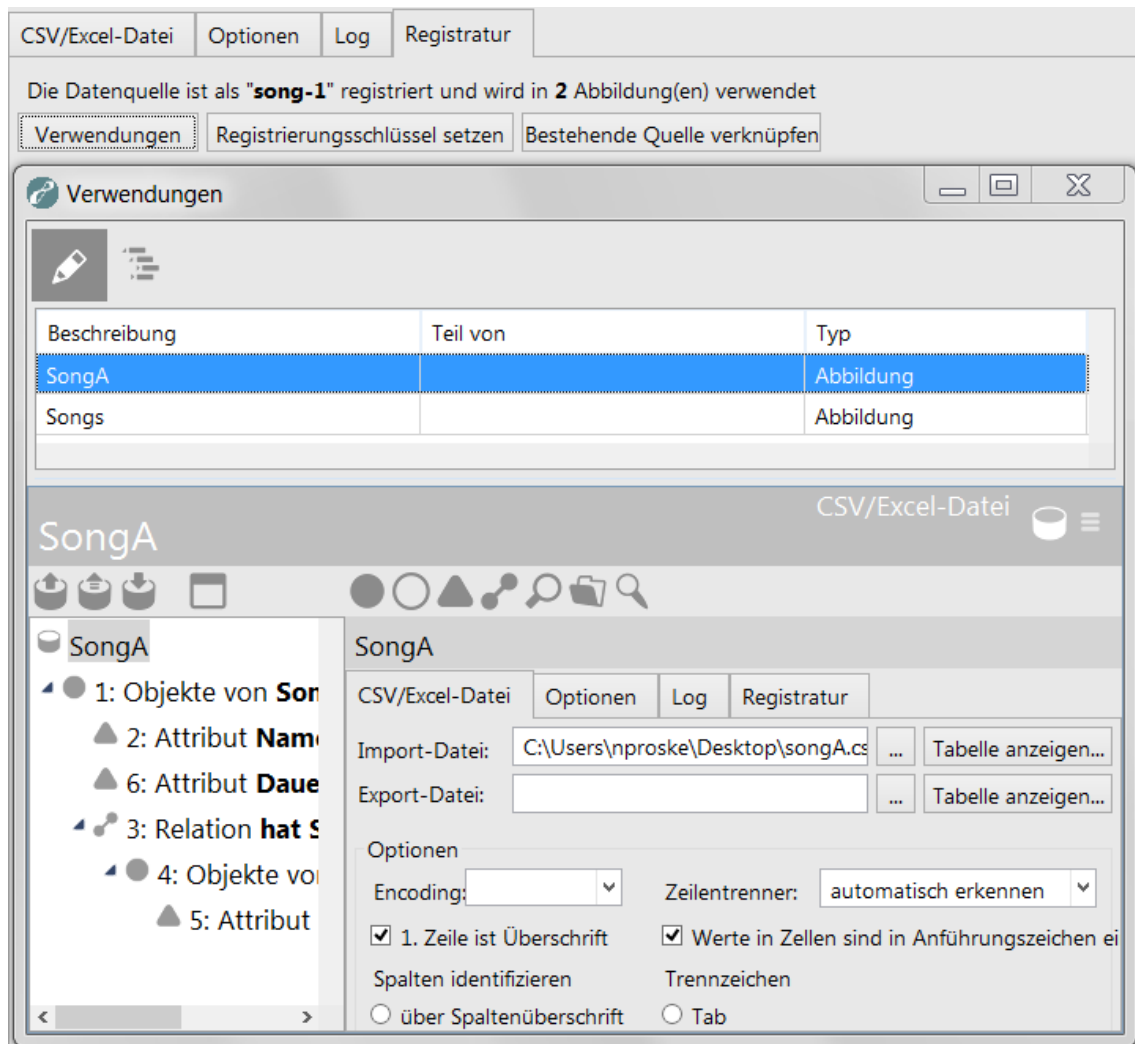 CSV/Excel-Datei Optionen Log Registratur
Die Datenquelle ist als "song-1" registriert und wird in 2 Abbildung(en) verwendet
Verwendungen Registrierungsschlüssel setzen Bestehende Quelle verknüpfen
Verwendungen
Beschreibung Teil von Typ
SongA Abbildung
Songs Abbildung
CSV/Excel-Datei
SongA
SongA
1: Objekte von Son
2: Attribut Name
6: Attribut Daue
3: Relation hat S
4: Objekte vo
5: Attribut
SongA
CSV/Excel-Datei Optionen Log Registratur
Import-Datei: C:\Users\nproske\Desktop\songA.cs ... Tabelle anzeigen...
Export-Datei: ... Tabelle anzeigen...
Optionen
Encoding: Zeilentrenner: automatisch erkennen
1. Zeile ist Überschrift Werte in Zellen sind in Anführungszeichen ei
Spalten identifizieren Trennzeichen
über Spaltenüberschrift Tab